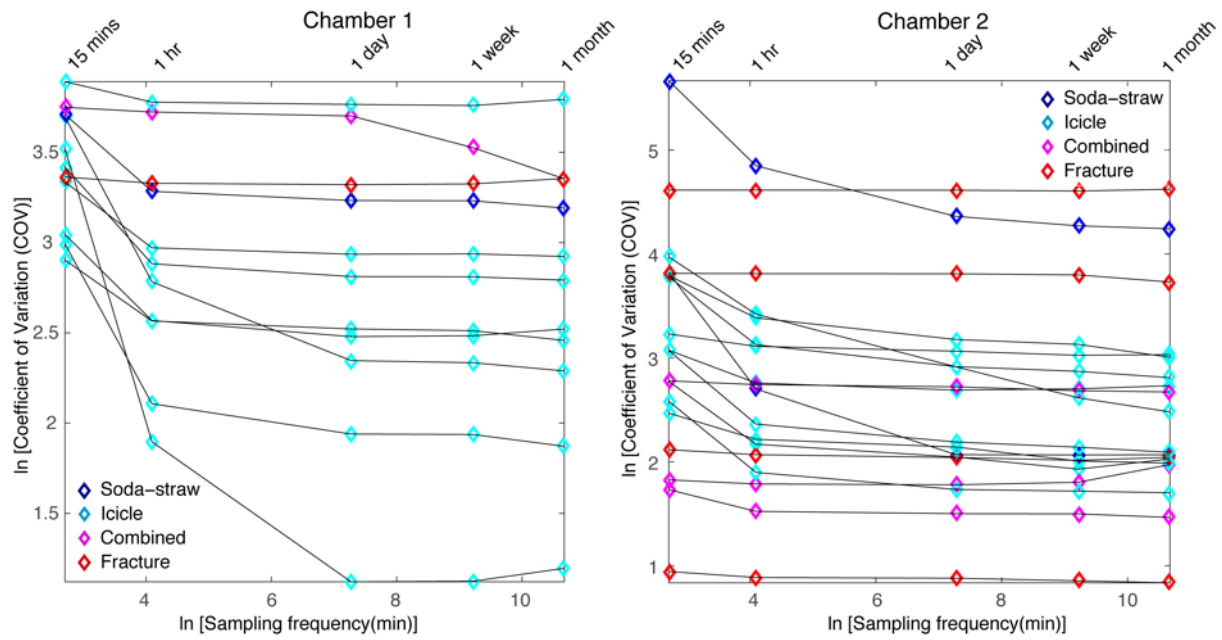 Chamber 1
15 mins
1 hr
1 day
1 week
1 month
ln [Coefficient of Variation (COV)]
3.5
3
2.5
2
1.5
Soda-straw
Icicle
Combined
Fracture
4
6
8
10
ln [Sampling frequency(min)]
Chamber 2
15 mins
1 hr
1 day
1 week
1 month
ln [Coefficient of Variation (COV)]
5
4
3
2
1
Soda-straw
Icicle
Combined
Fracture
4
6
8
10
ln [Sampling frequency(min)]